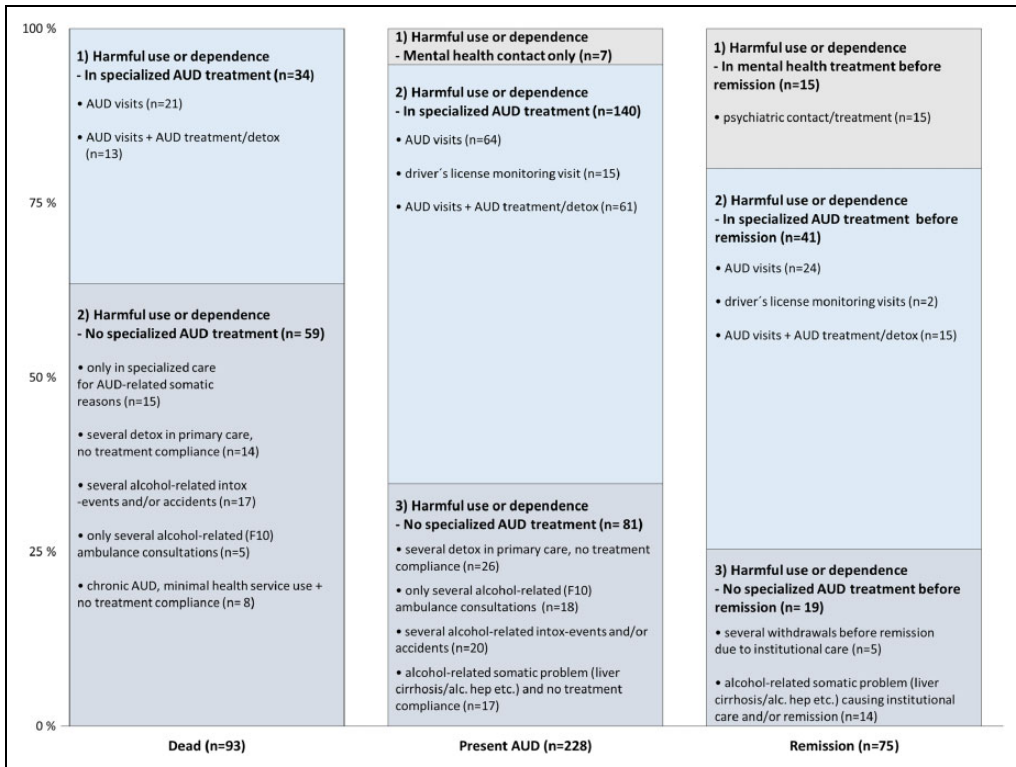 100 %
75 %
50 %
25 %
0 %
1) Harmful use or dependence
- In specialized AUD treatment (n=34)
• AUD visits (n=21)
• AUD visits + AUD treatment/detox
(n=13)
2) Harmful use or dependence
- No specialized AUD treatment (n= 59)
• only in specialized care
for AUD-related somatic
reasons (n=15)
• several detox in primary care,
no treatment compliance (n=14)
• several alcohol-related intox
-events and/or accidents (n=17)
• only several alcohol-related (F10)
ambulance consultations (n=5)
• chronic AUD, minimal health service use +
no treatment compliance (n= 8)
Dead (n=93)
1) Harmful use or dependence
- Mental health contact only (n=7)
2) Harmful use or dependence
- In specialized AUD treatment (n=140)
• AUD visits (n=64)
• driver´s license monitoring visit (n=15)
• AUD visits + AUD treatment/detox (n=61)
3) Harmful use or dependence
- No specialized AUD treatment (n= 81)
• several detox in primary care, no treatment
compliance (n=26)
• only several alcohol-related (F10)
ambulance consultations (n=18)
• several alcohol-related intox-events and/or
accidents (n=20)
• alcohol-related somatic problem (liver
cirrhosis/alc. hep etc.) and no treatment
compliance (n=17)
Present AUD (n=228)
1) Harmful use or dependence
- In mental health treatment before
remission (n=15)
• psychiatric contact/treatment (n=15)
2) Harmful use or dependence
- In specialized AUD treatment before
remission (n=41)
• AUD visits (n=24)
• driver´s license monitoring visits (n=2)
• AUD visits + AUD treatment/detox (n=15)
3) Harmful use or dependence
- No specialized AUD treatment before
remission (n= 19)
• several withdrawals before remission
due to institutional care (n=5)
• alcohol-related somatic problem (liver
cirrhosis/alc. hep etc.) causing institutional
care and/or remission (n=14)
Remission (n=75)